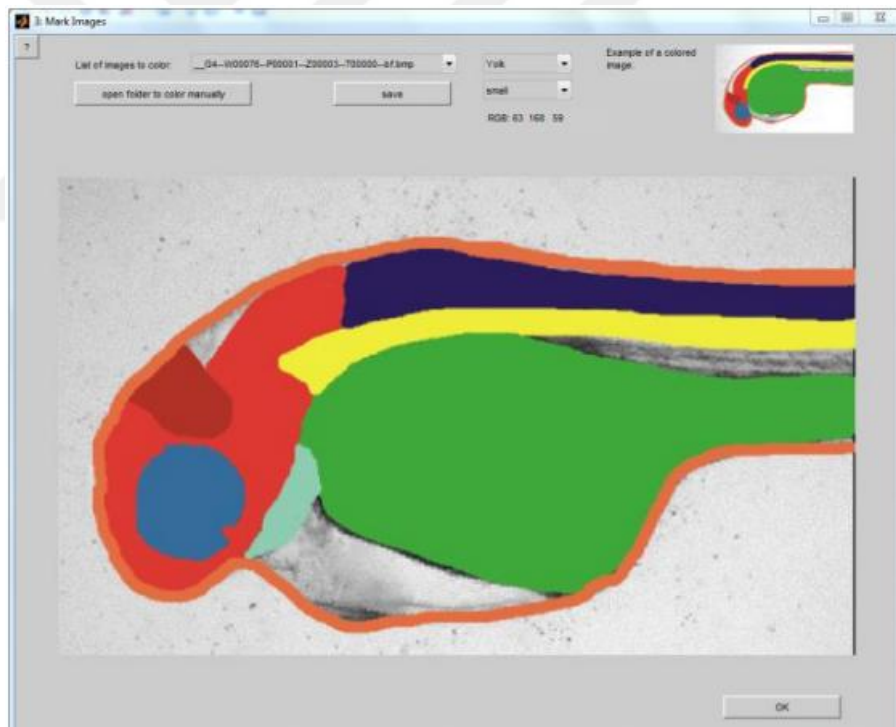 3: Mark Images
?
List of images to color:
__G4--W00076--P00001--Z00003--T00000--bf.bmp
Yolk
Example of a colored
image.
open folder to color manually
save
small
RGB: 63 168 59
OK